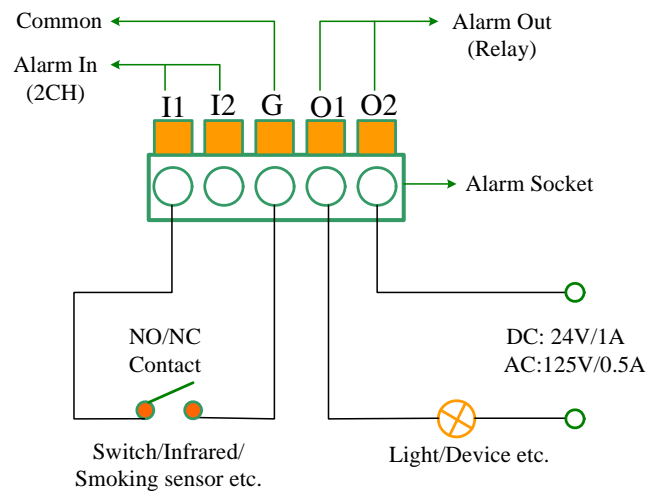 Common
Alarm Out
(Relay)
Alarm In
(2CH)
I1 I2 G O1 O2
Alarm Socket
NO/NC
Contact
DC: 24V/1A
AC:125V/0.5A
Switch/Infrared/
Smoking sensor etc.
Light/Device etc.